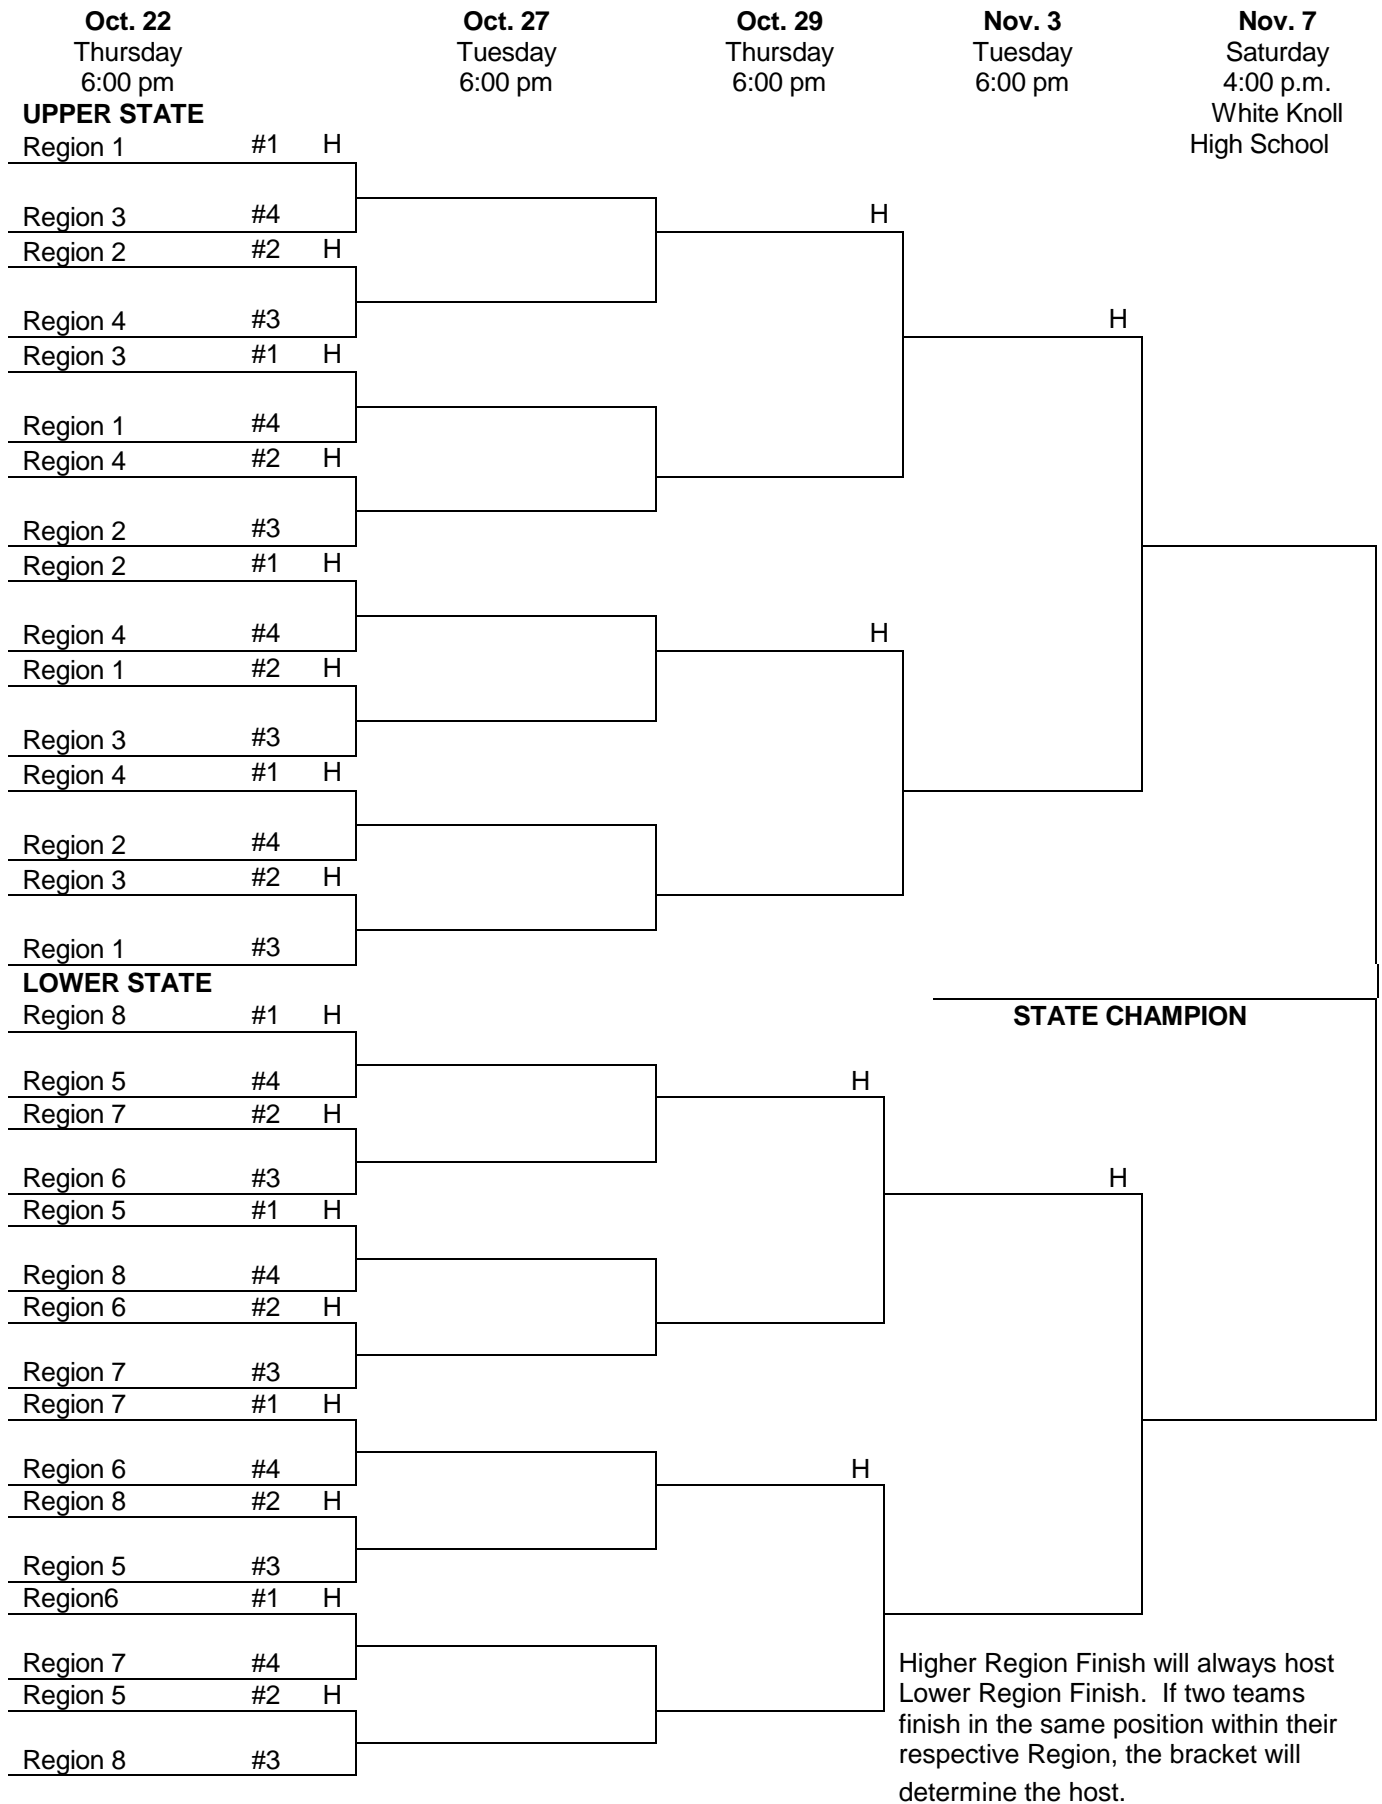 Oct. 22 Oct. 27 Oct. 29 Nov. 3 Nov. 7
Thursday Tuesday Thursday Tuesday Saturday
6:00 pm 6:00 pm 6:00 pm 6:00 pm 4:00 p.m.
UPPER STATE White Knoll
Region 1 #1 H High School
Region 3 #4 H
Region 2 #2 H
Region 4 #3 H
Region 3 #1 H
Region 1 #4
Region 4 #2 H
Region 2 #3
Region 2 #1 H
Region 4 #4 H
Region 1 #2 H
Region 3 #3
Region 4 #1 H
Region 2 #4
Region 3 #2 H
Region 1 #3
LOWER STATE
Region 8 #1 H STATE CHAMPION
Region 5 #4 H
Region 7 #2 H
Region 6 #3 H
Region 5 #1 H
Region 8 #4
Region 6 #2 H
Region 7 #3
Region 7 #1 H
Region 6 #4 H
Region 8 #2 H
Region 5 #3
Region6 #1 H
Region 7 #4
Region 5 #2 H
Region 8 #3
Higher Region Finish will always host
Lower Region Finish. If two teams
finish in the same position within their
respective Region, the bracket will
determine the host.